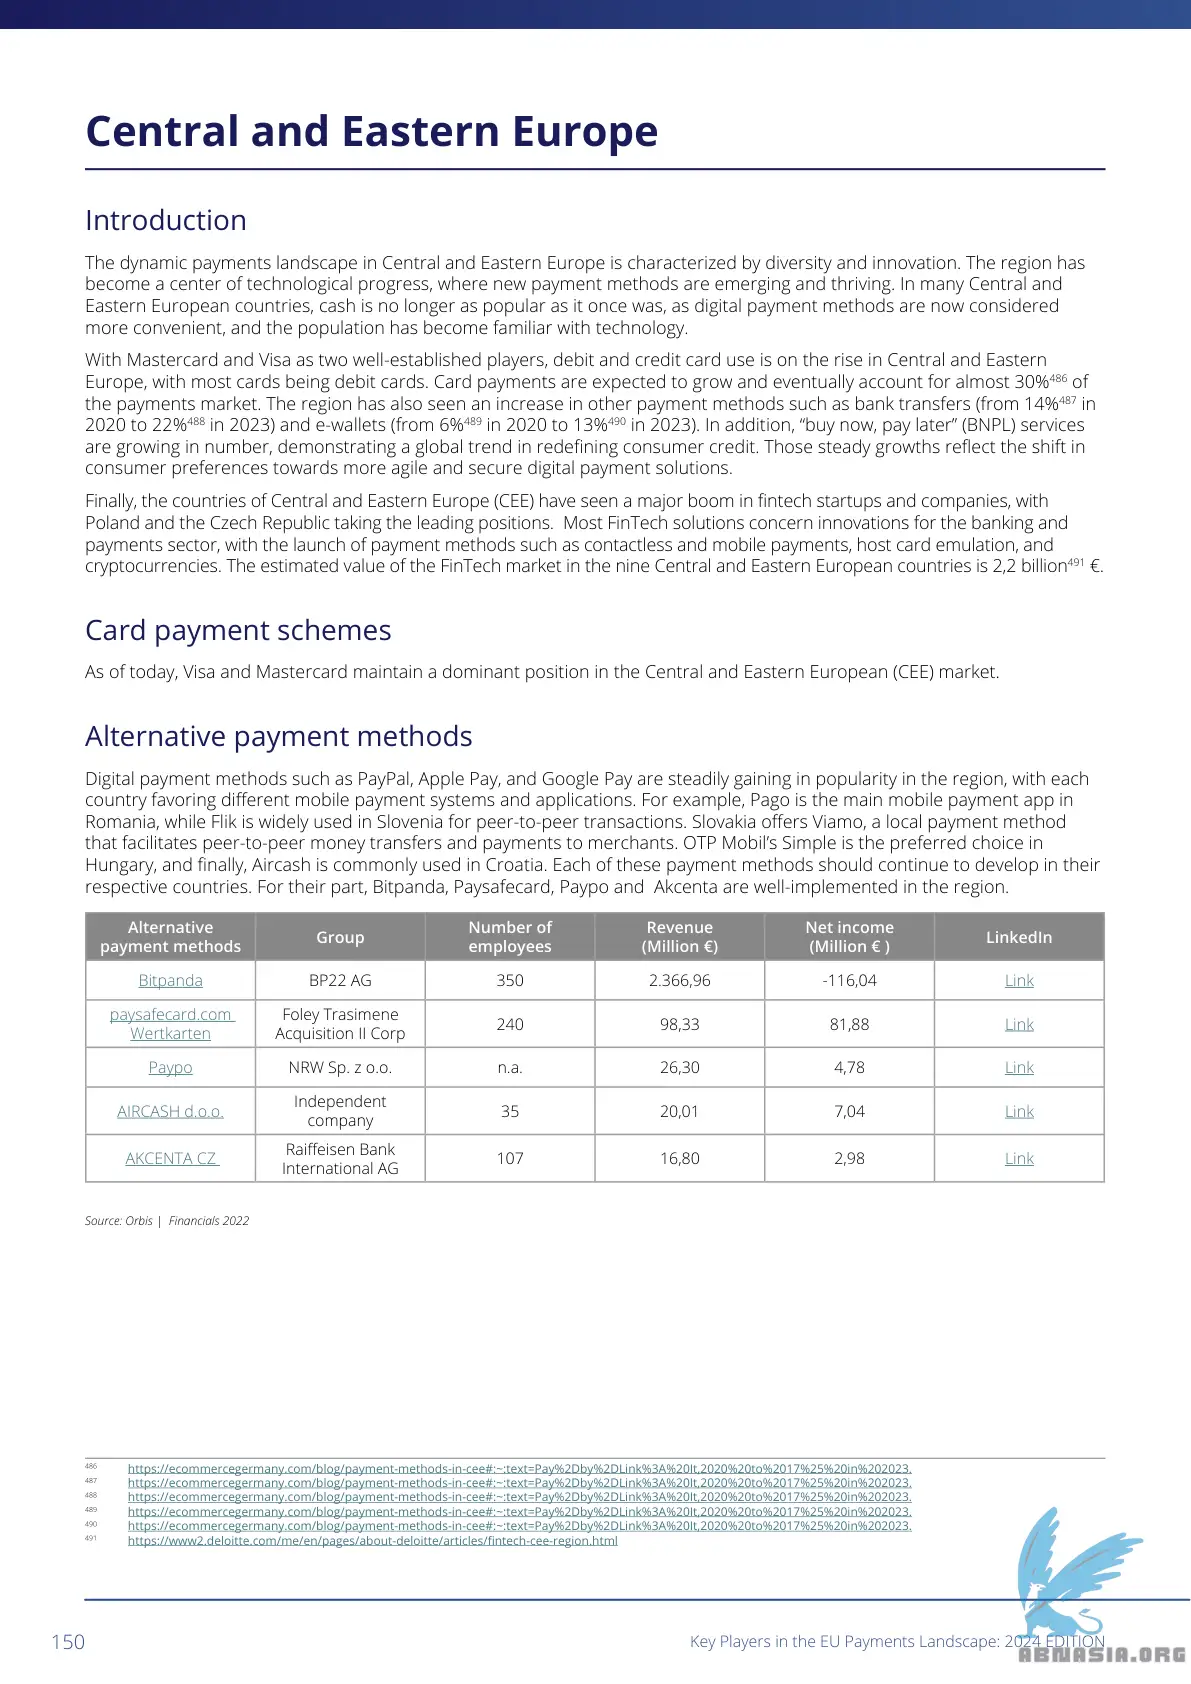 Central and Eastern Europe
Introduction
The dynamic payments landscape in Central and Eastern Europe is characterized by diversity and innovation. The region has
become a center of technological progress, where new payment methods are emerging and thriving. In many Central and
Eastern European countries, cash is no longer as popular as it once was, as digital payment methods are now considered
more convenient, and the population has become familiar with technology.
With Mastercard and Visa as two well-established players, debit and credit card use is on the rise in Central and Eastern
Europe, with most cards being debit cards. Card payments are expected to grow and eventually account for almost 30%486 of
the payments market. The region has also seen an increase in other payment methods such as bank transfers (from 14%487 in
2020 to 22%488 in 2023) and e-wallets (from 6%489 in 2020 to 13%490 in 2023). In addition, “buy now, pay later” (BNPL) services
are growing in number, demonstrating a global trend in redefining consumer credit. Those steady growths reflect the shift in
consumer preferences towards more agile and secure digital payment solutions.
Finally, the countries of Central and Eastern Europe (CEE) have seen a major boom in fintech startups and companies, with
Poland and the Czech Republic taking the leading positions.  Most FinTech solutions concern innovations for the banking and
payments sector, with the launch of payment methods such as contactless and mobile payments, host card emulation, and
cryptocurrencies. The estimated value of the FinTech market in the nine Central and Eastern European countries is 2,2 billion491 €.
Card payment schemes
As of today, Visa and Mastercard maintain a dominant position in the Central and Eastern European (CEE) market.
Alternative payment methods
Digital payment methods such as PayPal, Apple Pay, and Google Pay are steadily gaining in popularity in the region, with each
country favoring different mobile payment systems and applications. For example, Pago is the main mobile payment app in
Romania, while Flik is widely used in Slovenia for peer-to-peer transactions. Slovakia offers Viamo, a local payment method
that facilitates peer-to-peer money transfers and payments to merchants. OTP Mobil’s Simple is the preferred choice in
Hungary, and finally, Aircash is commonly used in Croatia. Each of these payment methods should continue to develop in their
respective countries. For their part, Bitpanda, Paysafecard, Paypo and  Akcenta are well-implemented in the region.
Alternative payment methods | Group | Number of employees | Revenue (Million €) | Net income (Million € ) | LinkedIn
Bitpanda | BP22 AG | 350 | 2.366,96 | -116,04 | Link
paysafecard.com Wertkarten | Foley Trasimene Acquisition II Corp | 240 | 98,33 | 81,88 | Link
Paypo | NRW Sp. z o.o. | n.a. | 26,30 | 4,78 | Link
AIRCASH d.o.o. | Independent company | 35 | 20,01 | 7,04 | Link
AKCENTA CZ | Raiffeisen Bank International AG | 107 | 16,80 | 2,98 | Link
Source: Orbis |  Financials 2022
486 https://ecommercegermany.com/blog/payment-methods-in-cee#:~:text=Pay%2Dby%2DLink%3A%20It,2020%20to%2017%25%20in%202023.
487 https://ecommercegermany.com/blog/payment-methods-in-cee#:~:text=Pay%2Dby%2DLink%3A%20It,2020%20to%2017%25%20in%202023.
488 https://ecommercegermany.com/blog/payment-methods-in-cee#:~:text=Pay%2Dby%2DLink%3A%20It,2020%20to%2017%25%20in%202023.
489 https://ecommercegermany.com/blog/payment-methods-in-cee#:~:text=Pay%2Dby%2DLink%3A%20It,2020%20to%2017%25%20in%202023.
490 https://ecommercegermany.com/blog/payment-methods-in-cee#:~:text=Pay%2Dby%2DLink%3A%20It,2020%20to%2017%25%20in%202023.
491 https://www2.deloitte.com/me/en/pages/about-deloitte/articles/fintech-cee-region.html
150
Key Players in the EU Payments Landscape: 2024 EDITION
ABNASIA.ORG